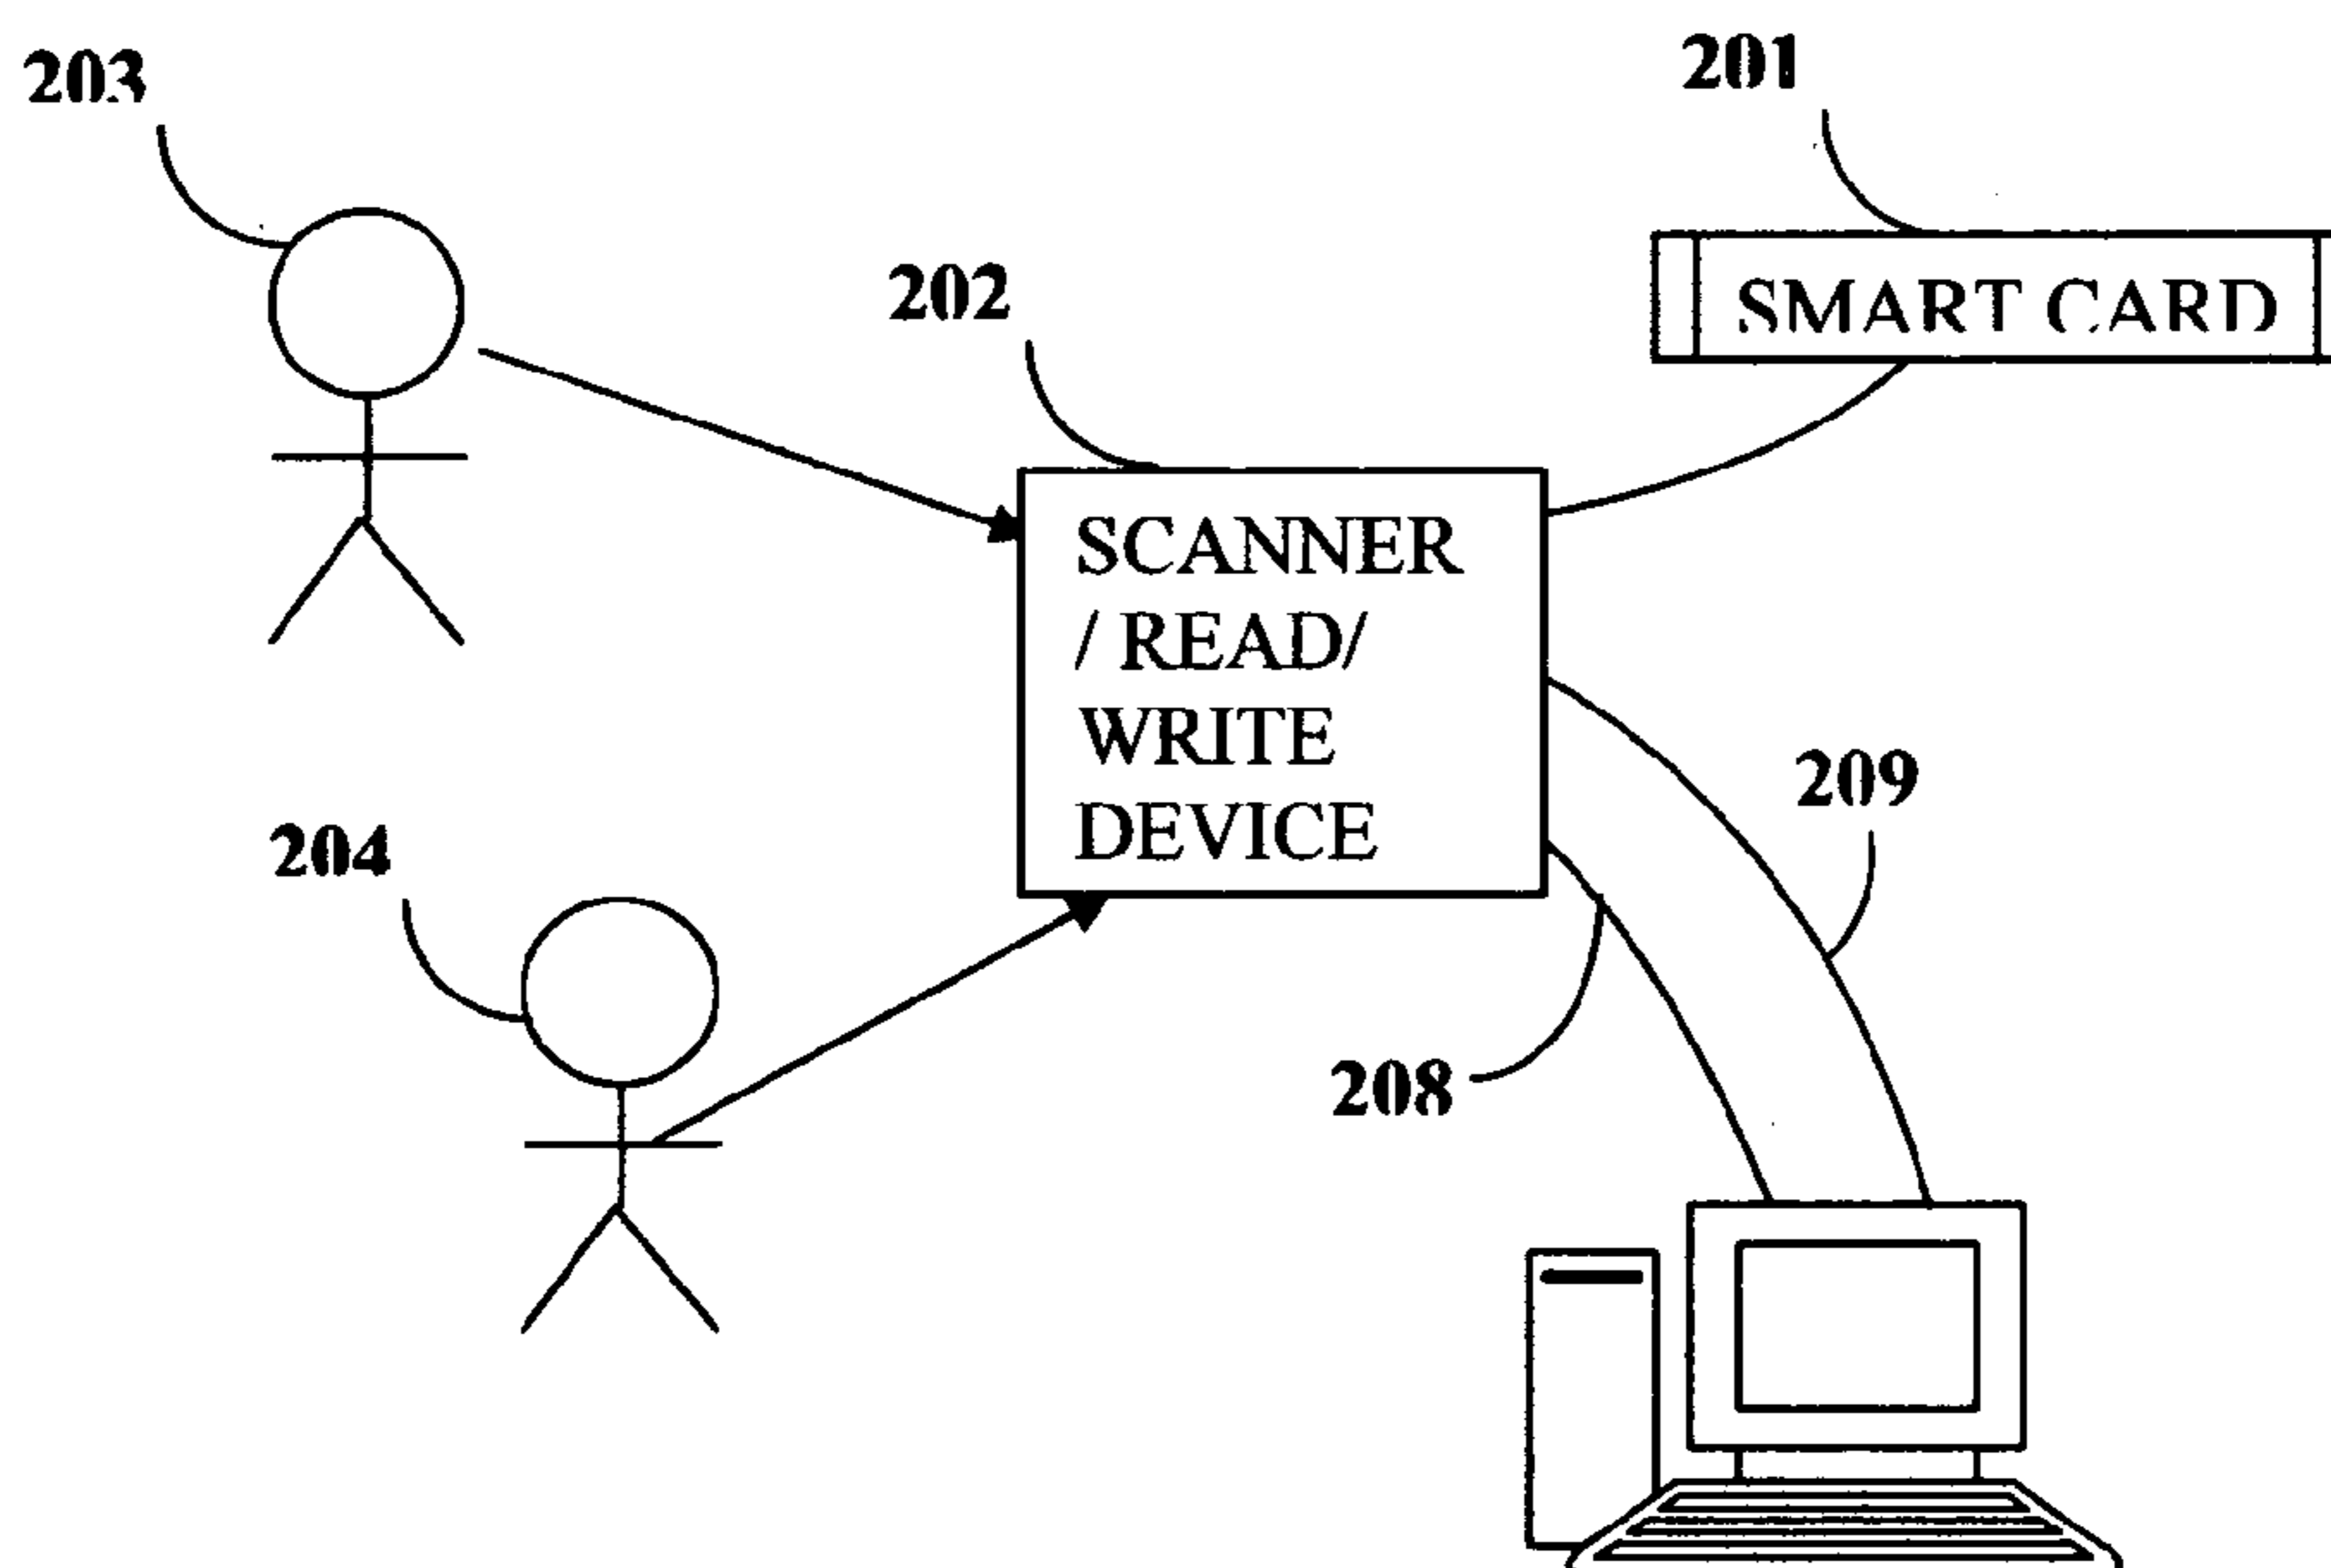 203
201
202
SMART CARD
SCANNER
/ READ/
WRITE
DEVICE
209
204
208